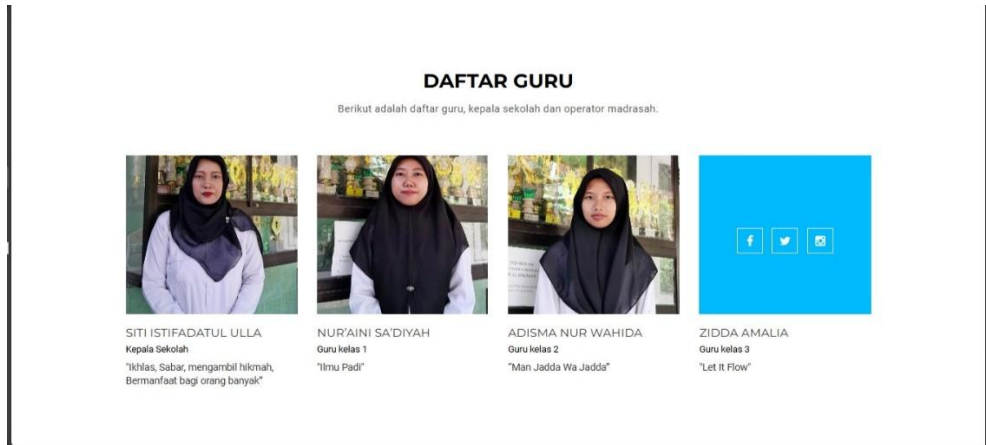 DAFTAR GURU
Berikut adalah daftar guru, kepala sekolah dan operator madrasah.
SITI ISTIFADATUL ULLA
Kepala Sekolah
"Ikhlas, Sabar, mengambil hikmah,
Bermanfaat bagi orang banyak"
NUR'AINI SA'DIYAH
Guru kelas 1
"Ilmu Padi"
ADISMA NUR WAHIDA
Guru kelas 2
"Man Jadda Wa Jadda"
ZIDDA AMALIA
Guru kelas 3
"Let It Flow"